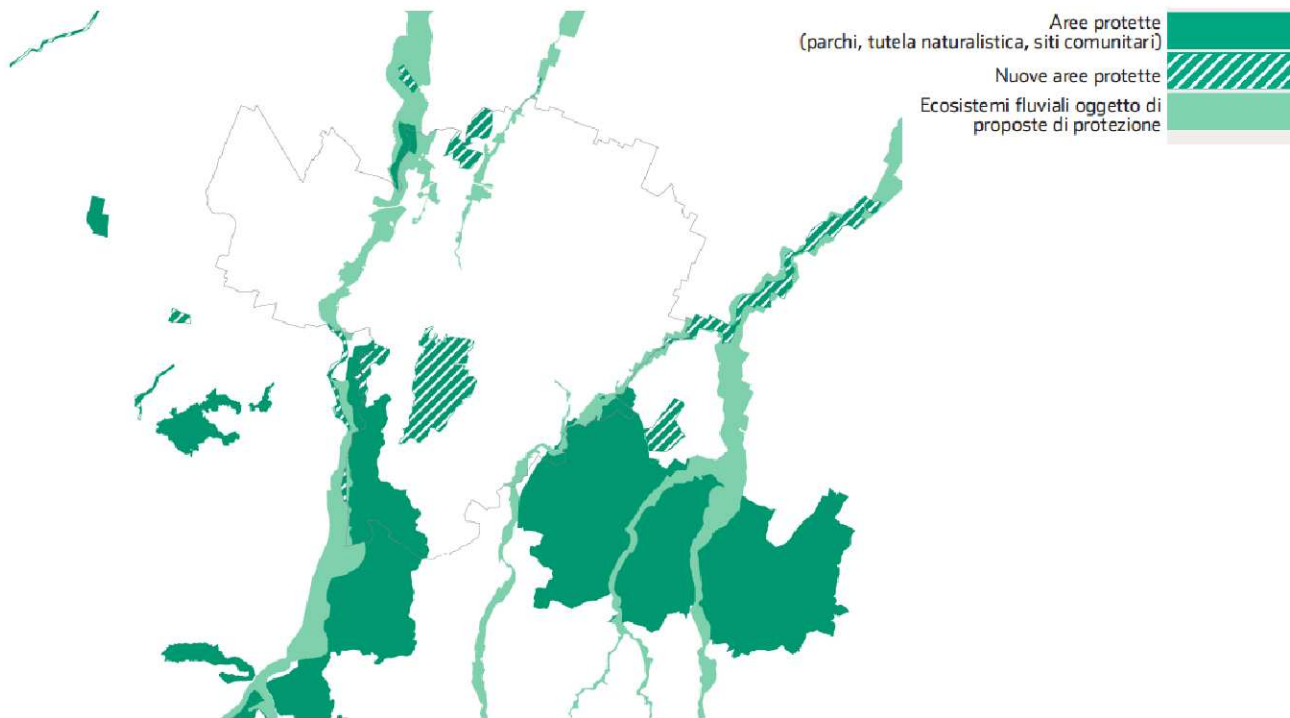 Aree protette
(parchi, tutela naturalistica, siti comunitari)
Nuove aree protette
Ecosistemi fluviali oggetto di
proposte di protezione